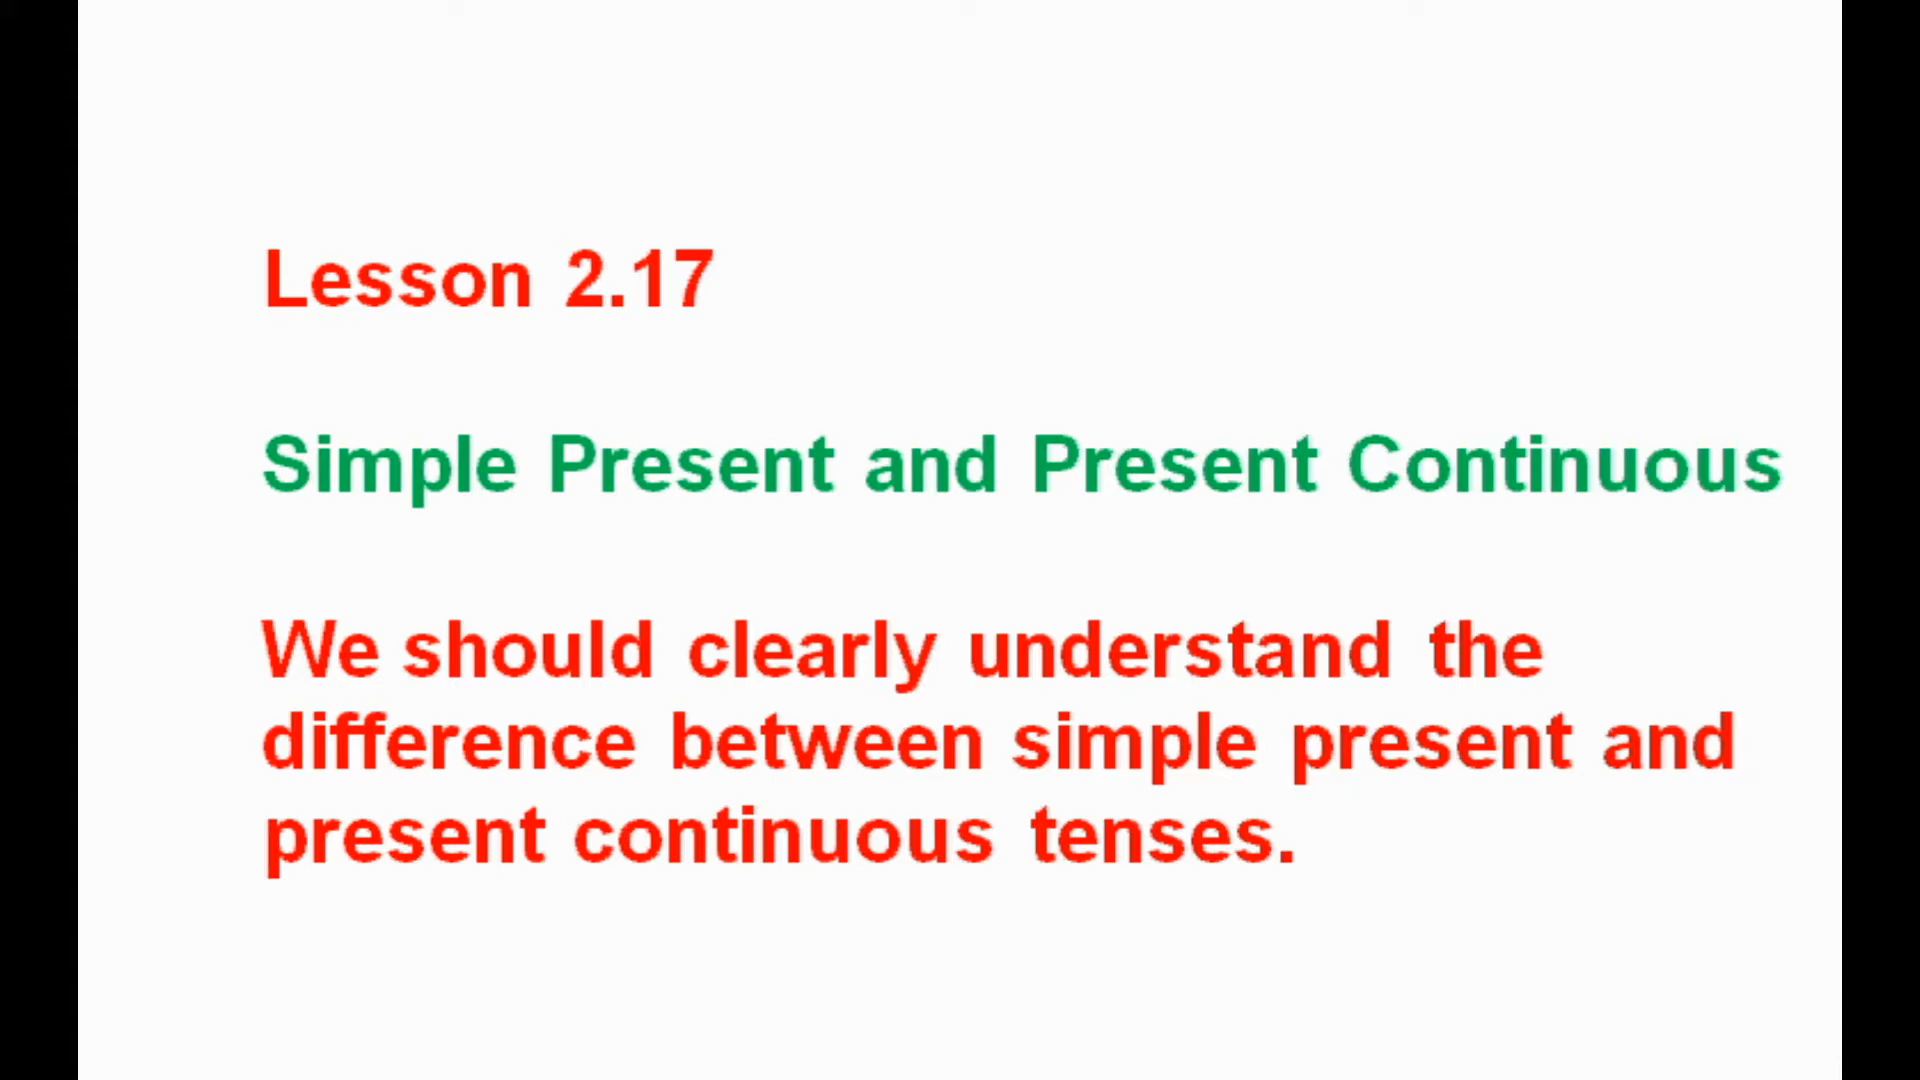 Lesson 2.17
Simple Present and Present Continuous
We should clearly understand the
difference between simple present and
present continuous tenses.